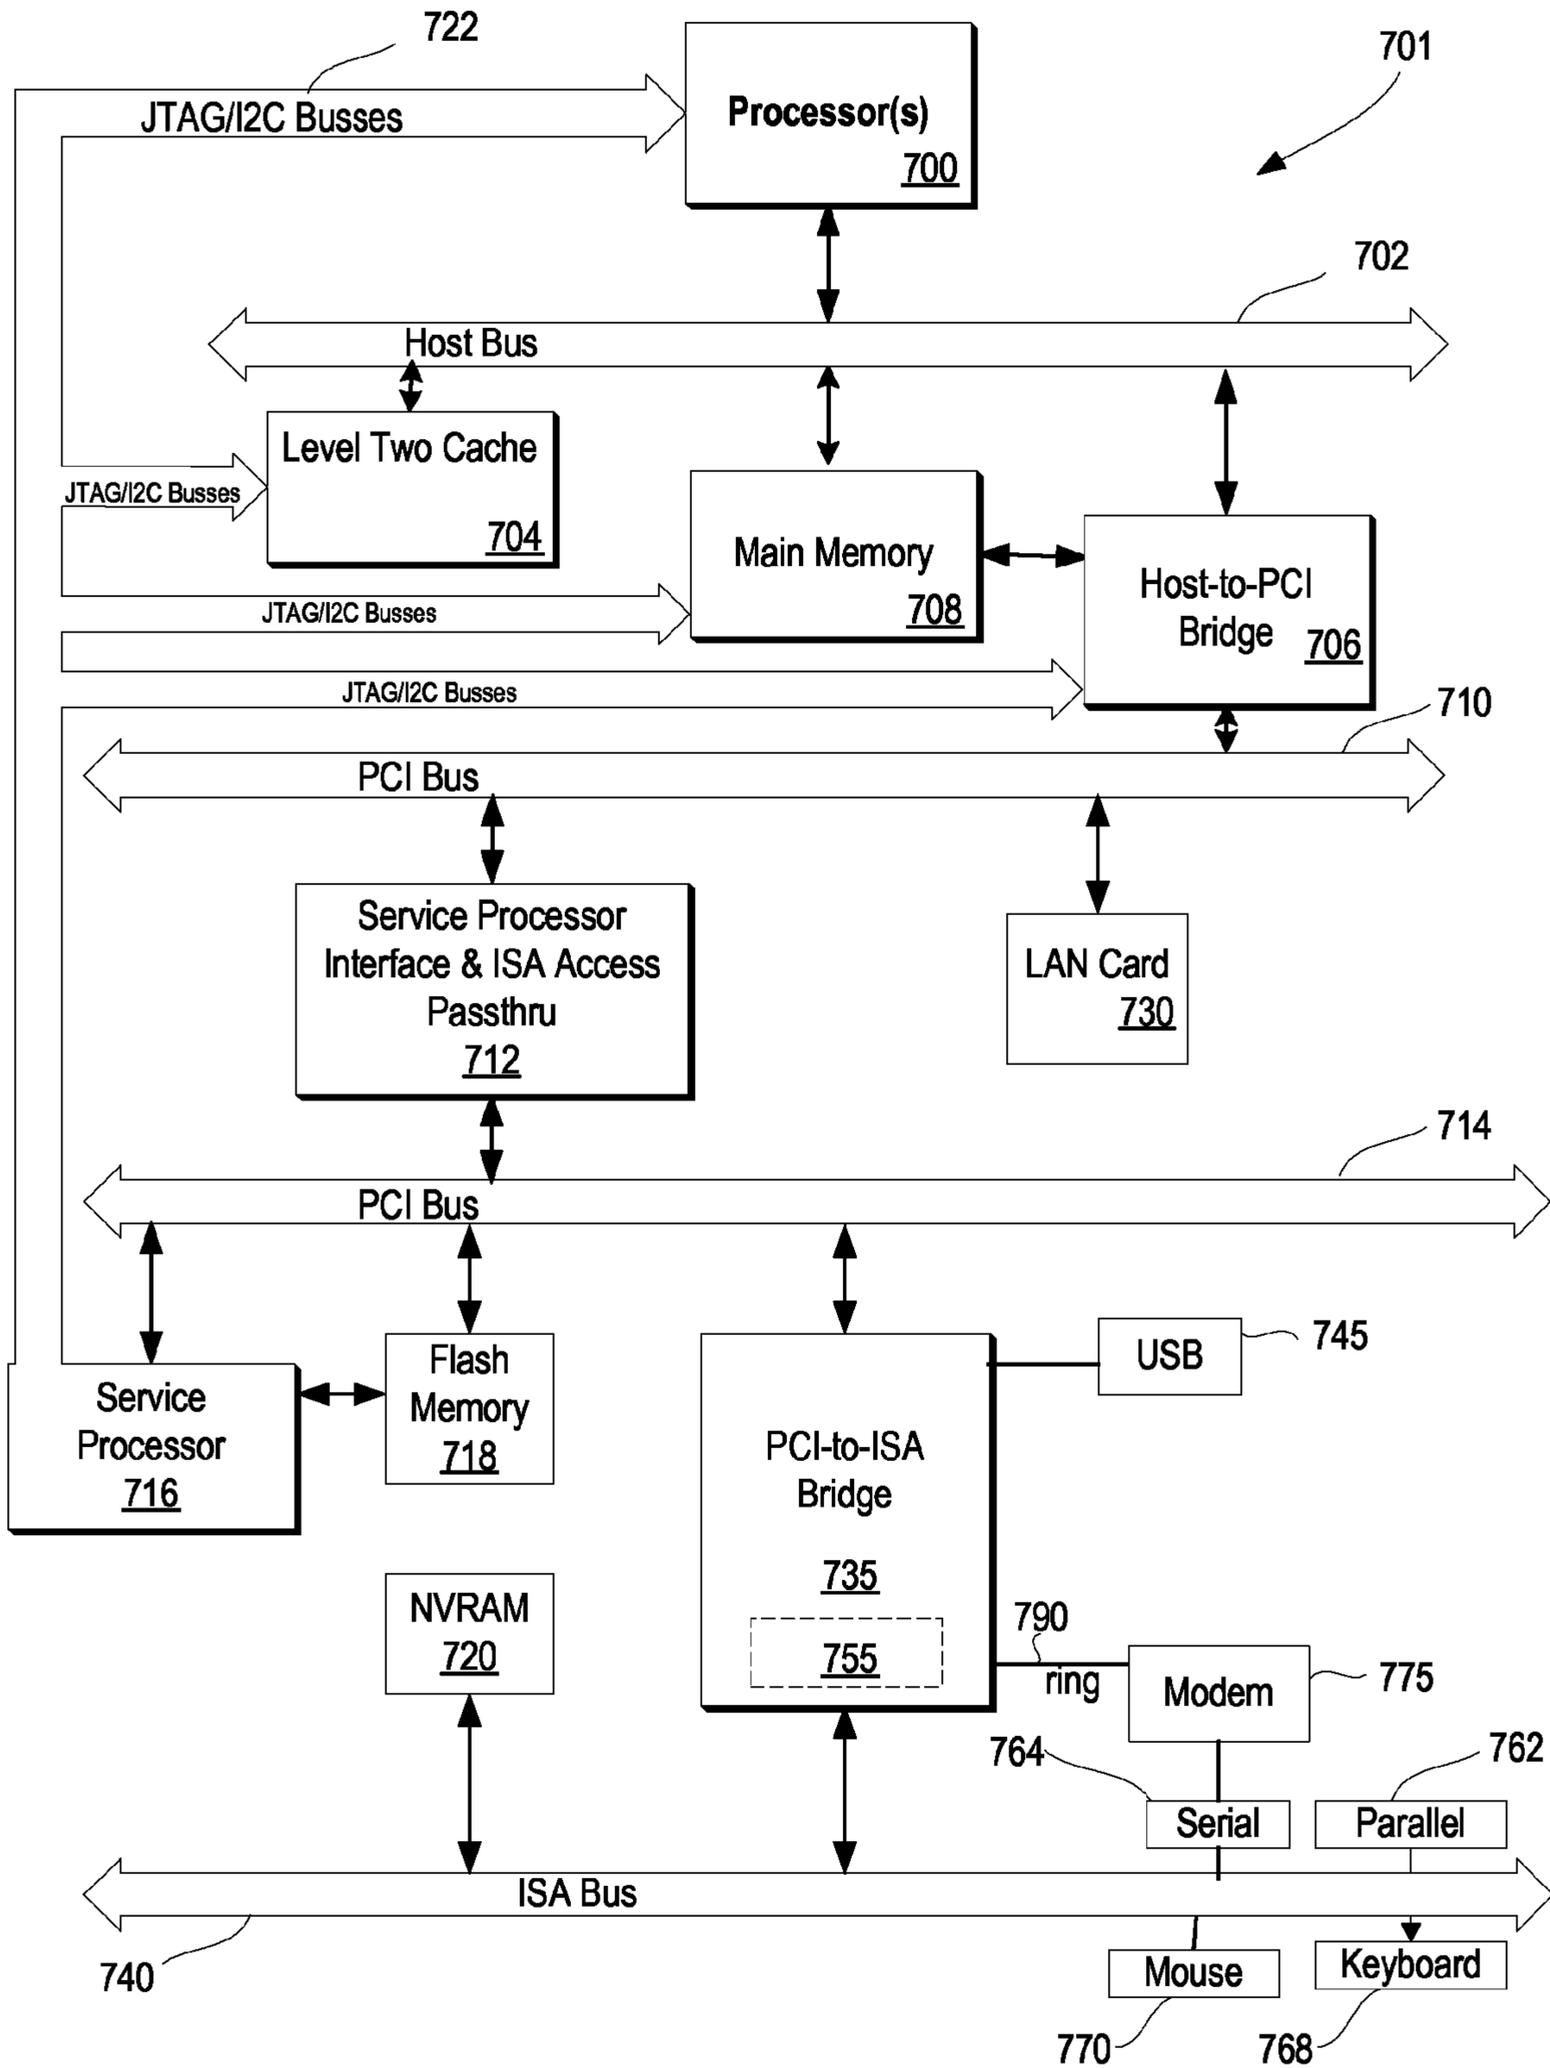 722
701
JTAG/I2C Busses
Processor(s)
700
702
Host Bus
Level Two Cache
704
JTAG/I2C Busses
Main Memory
708
Host-to-PCI
Bridge
706
JTAG/I2C Busses
JTAG/I2C Busses
710
PCI Bus
Service Processor
Interface & ISA Access
Passthru
712
LAN Card
730
714
PCI Bus
Service
Processor
716
Flash
Memory
718
PCI-to-ISA
Bridge
735
755
USB
745
NVRAM
720
790
ring
Modem
775
764
762
Serial
Parallel
ISA Bus
740
Mouse
Keyboard
770
768